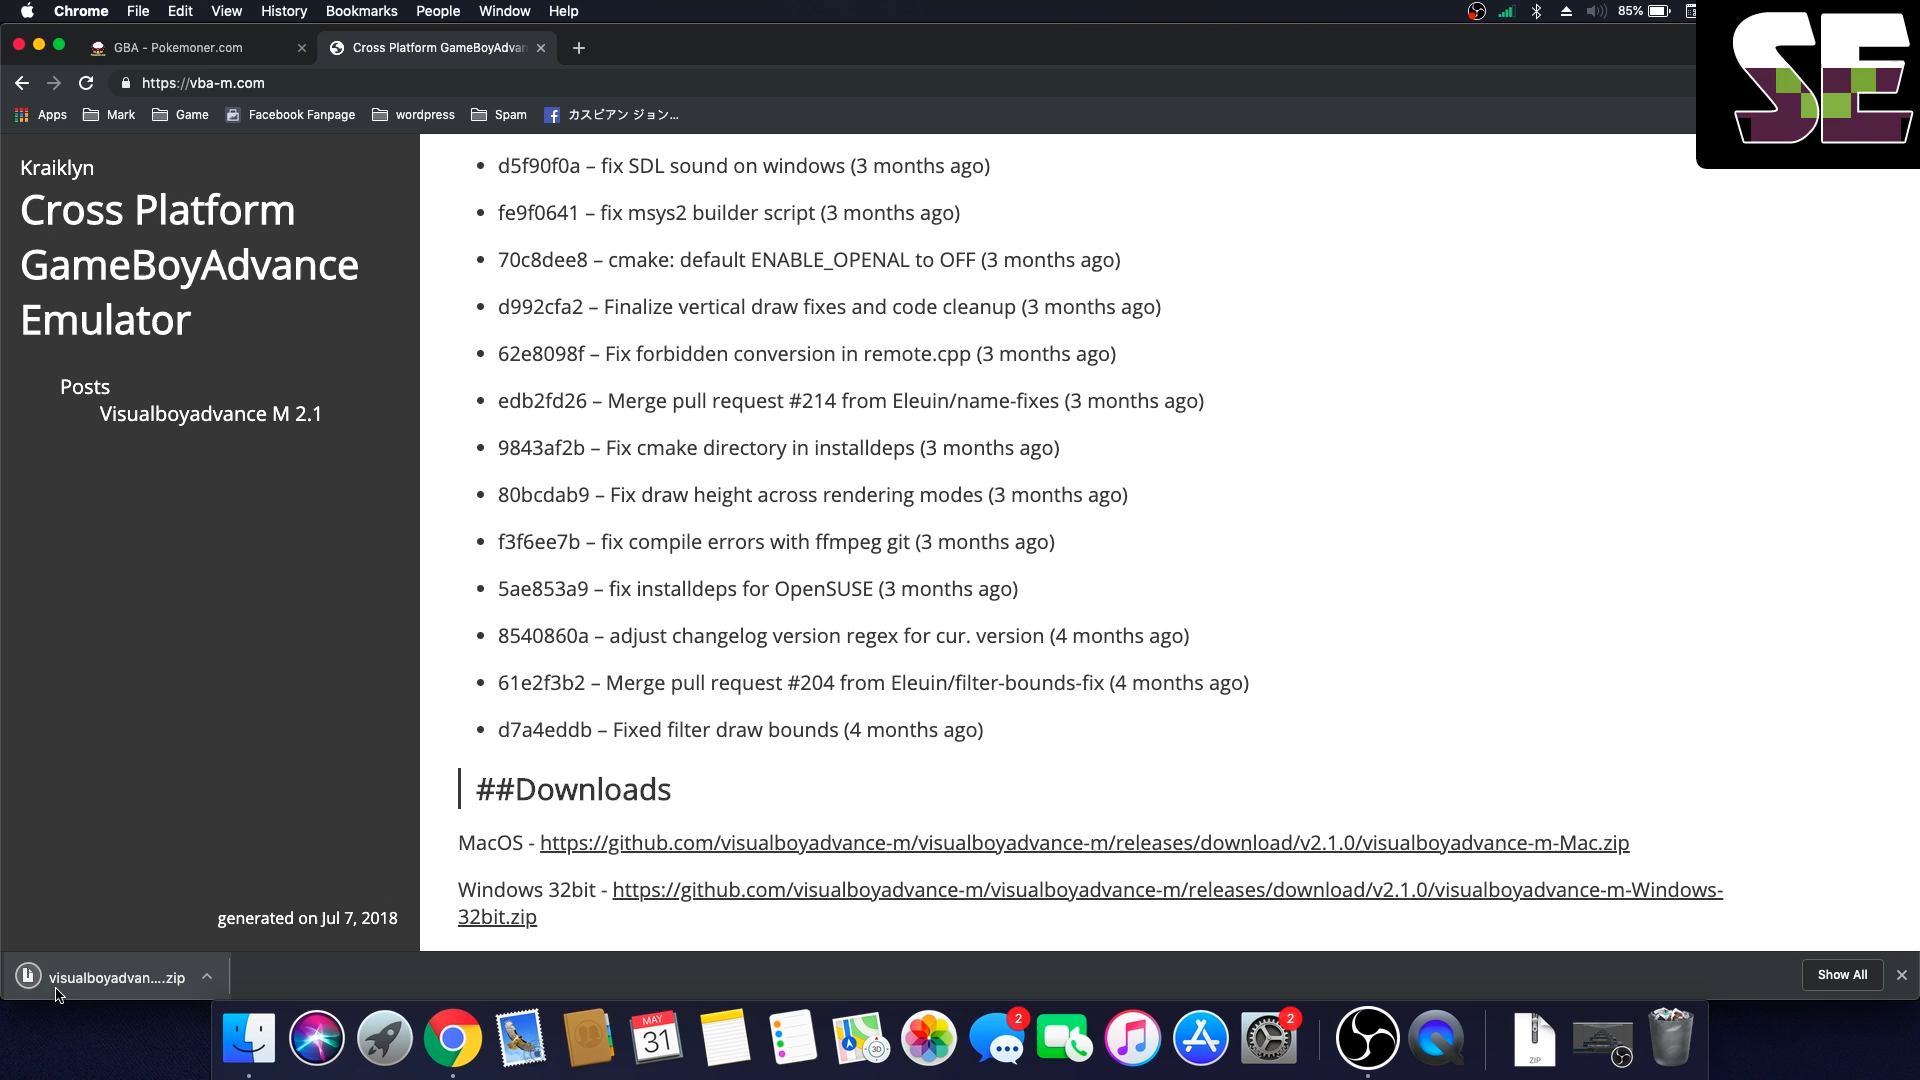 Chrome File Edit View History Bookmarks People Window Help 85%
GBA - Pokemoner.com
Cross Platform GameBoyAdvan
https://vba-m.com
Apps Mark Game Facebook Fanpage wordpress Spam カスピアン ジョン...
SE
Kraiklyn
Cross Platform
GameBoyAdvance
Emulator
Posts
Visualboyadvance M 2.1
generated on Jul 7, 2018
d5f90f0a – fix SDL sound on windows (3 months ago)
fe9f0641 – fix msys2 builder script (3 months ago)
70c8dee8 – cmake: default ENABLE_OPENAL to OFF (3 months ago)
d992cfa2 – Finalize vertical draw fixes and code cleanup (3 months ago)
62e8098f – Fix forbidden conversion in remote.cpp (3 months ago)
edb2fd26 – Merge pull request #214 from Eleuin/name-fixes (3 months ago)
9843af2b – Fix cmake directory in installdeps (3 months ago)
80bcdab9 – Fix draw height across rendering modes (3 months ago)
f3f6ee7b – fix compile errors with ffmpeg git (3 months ago)
5ae853a9 – fix installdeps for OpenSUSE (3 months ago)
8540860a – adjust changelog version regex for cur. version (4 months ago)
61e2f3b2 – Merge pull request #204 from Eleuin/filter-bounds-fix (4 months ago)
d7a4eddb – Fixed filter draw bounds (4 months ago)
##Downloads
MacOS - https://github.com/visualboyadvance-m/visualboyadvance-m/releases/download/v2.1.0/visualboyadvance-m-Mac.zip
Windows 32bit - https://github.com/visualboyadvance-m/visualboyadvance-m/releases/download/v2.1.0/visualboyadvance-m-Windows-
32bit.zip
visualboyadvan....zip
Show All
MAY
31
3D
2
2
ZIP